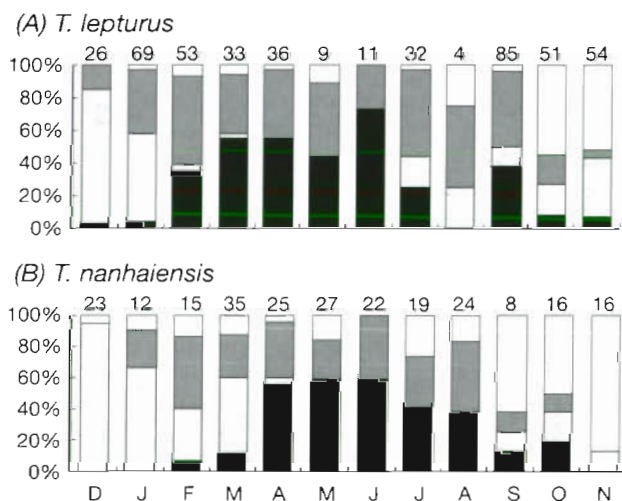 (A) T. lepturus
26 69 53 33 36 9 11 32 4 85 51 54
100%
80%
60%
40%
20%
0%
(B) T. nanhaiensis
23 12 15 35 25 27 22 19 24 8 16 16
100%
80%
60%
40%
20%
0%
D J F M A M J J A S O N